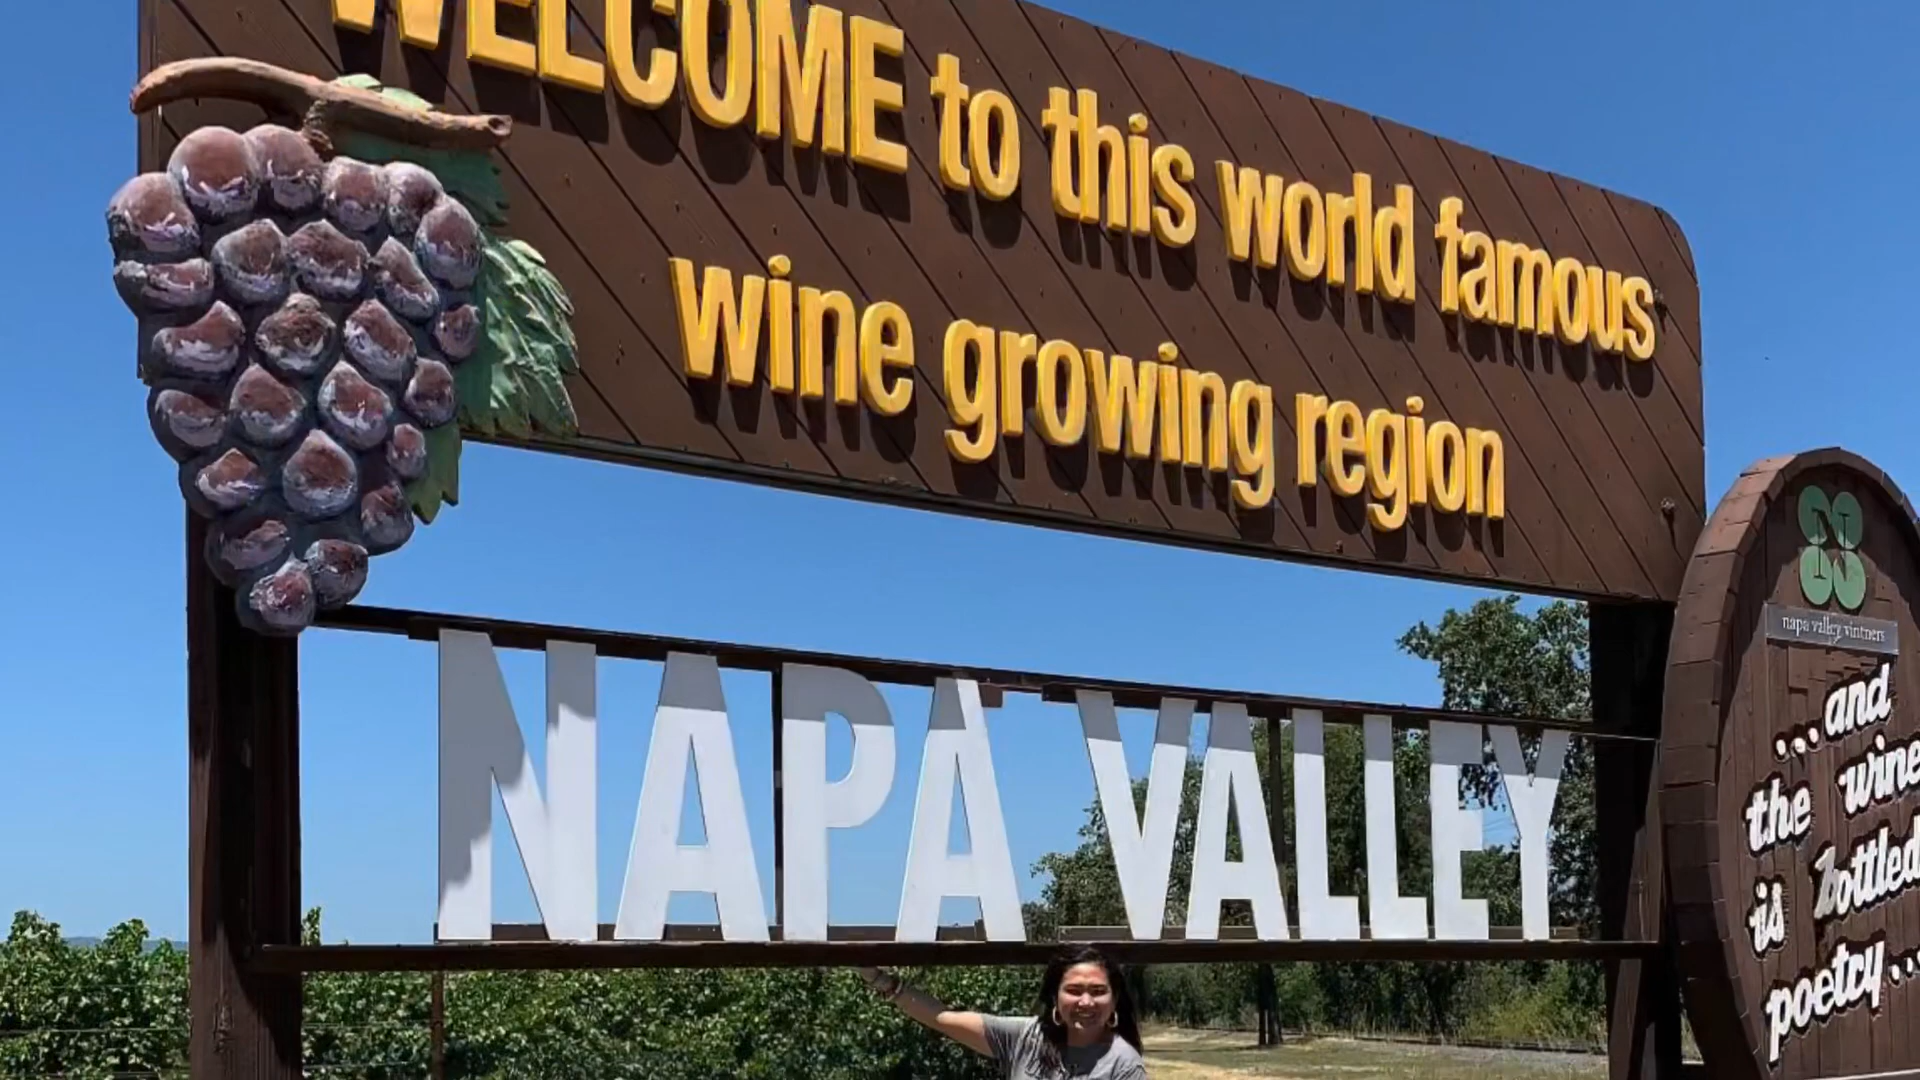 WELCOME to this world famous
wine growing region
NAPA VALLEY
N
napa valley vintners
...and
the wine
is bottled
poetry...